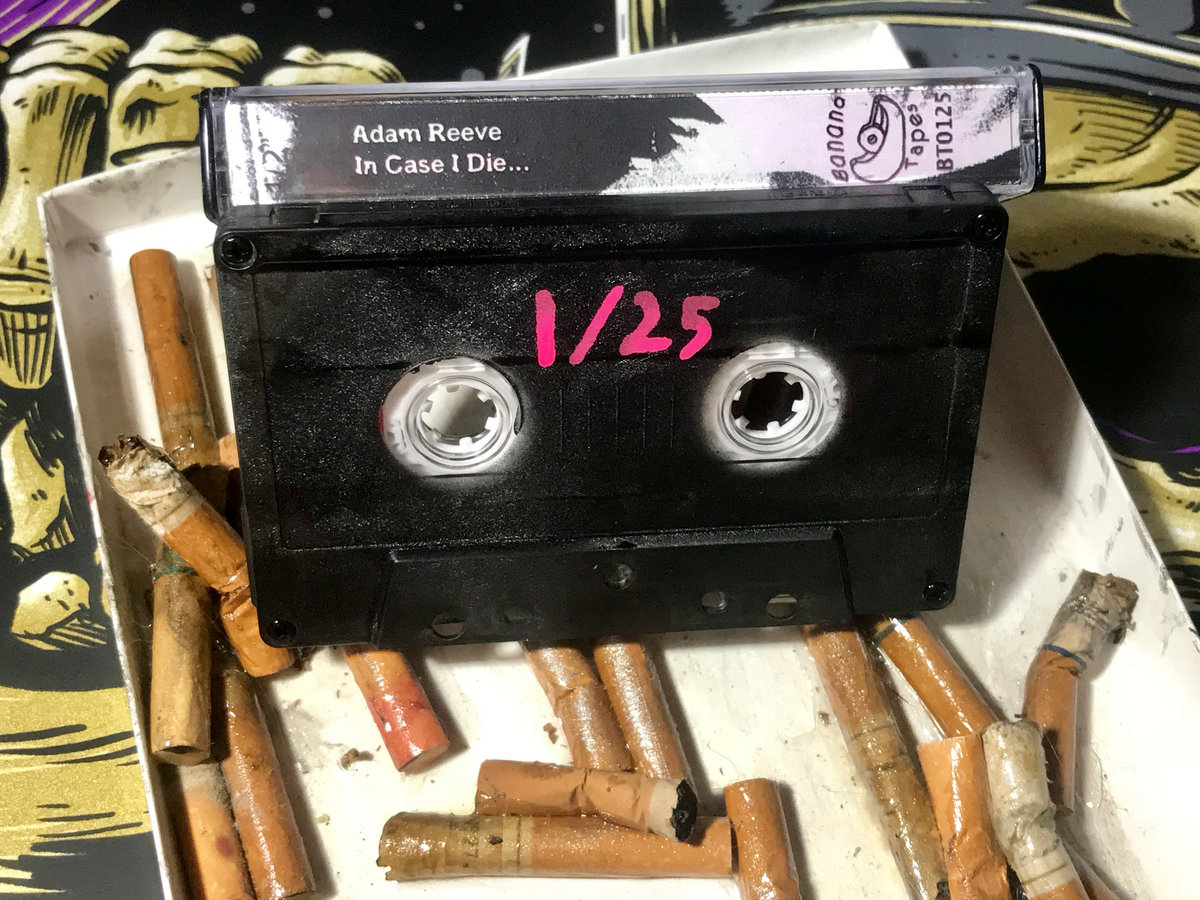 Adam Reeve
In Case I Die...
BaNaNa
Tapes
BT0125
1/25